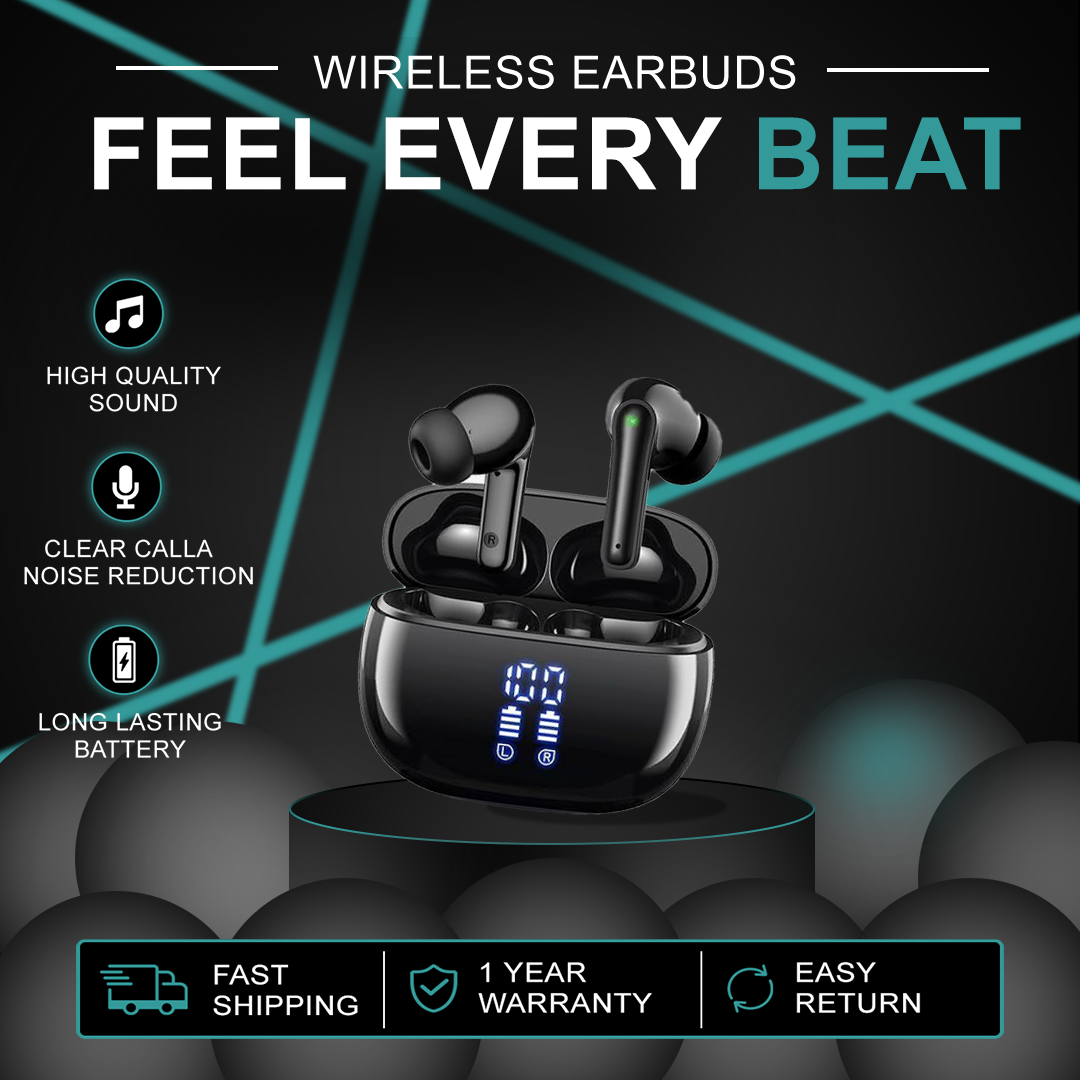 WIRELESS EARBUDS
FEEL EVERY BEAT
HIGH QUALITY
SOUND
CLEAR CALLA
NOISE REDUCTION
LONG LASTING
BATTERY
R
100
L R
FAST
SHIPPING
1 YEAR
WARRANTY
EASY
RETURN